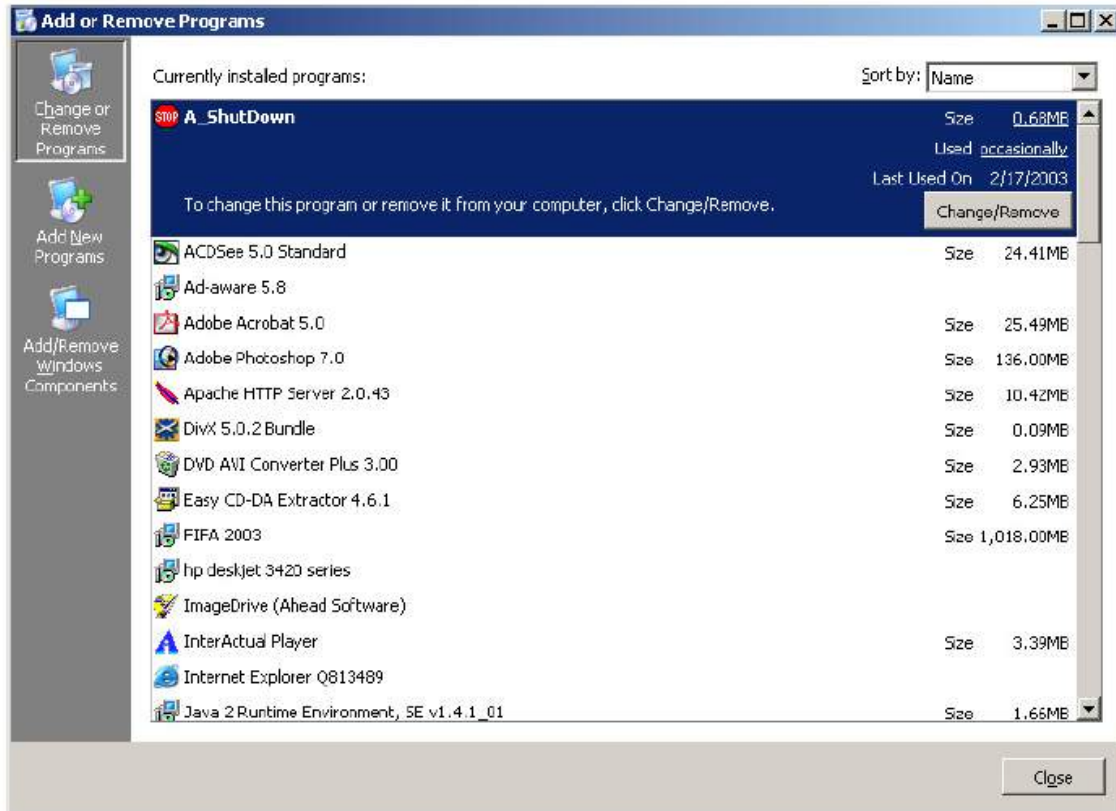 Add or Remove Programs
Change or
Remove
Programs
Add New
Programs
Add/Remove
Windows
Components
Currently installed programs:
Sort by: Name
STOP A_ShutDown
Size 0.68MB
Used occasionally
Last Used On 2/17/2003
To change this program or remove it from your computer, click Change/Remove.
Change/Remove
ACDSee 5.0 Standard Size 24.41MB
Ad-aware 5.8
Adobe Acrobat 5.0 Size 25.49MB
Adobe Photoshop 7.0 Size 136.00MB
Apache HTTP Server 2.0.43 Size 10.42MB
DivX 5.0.2 Bundle Size 0.09MB
DVD AVI Converter Plus 3.00 Size 2.93MB
Easy CD-DA Extractor 4.6.1 Size 6.25MB
FIFA 2003 Size 1,018.00MB
hp deskjet 3420 series
ImageDrive (Ahead Software)
InterActual Player Size 3.39MB
Internet Explorer Q813489
Java 2 Runtime Environment, SE v1.4.1_01 Size 1.66MB
Close